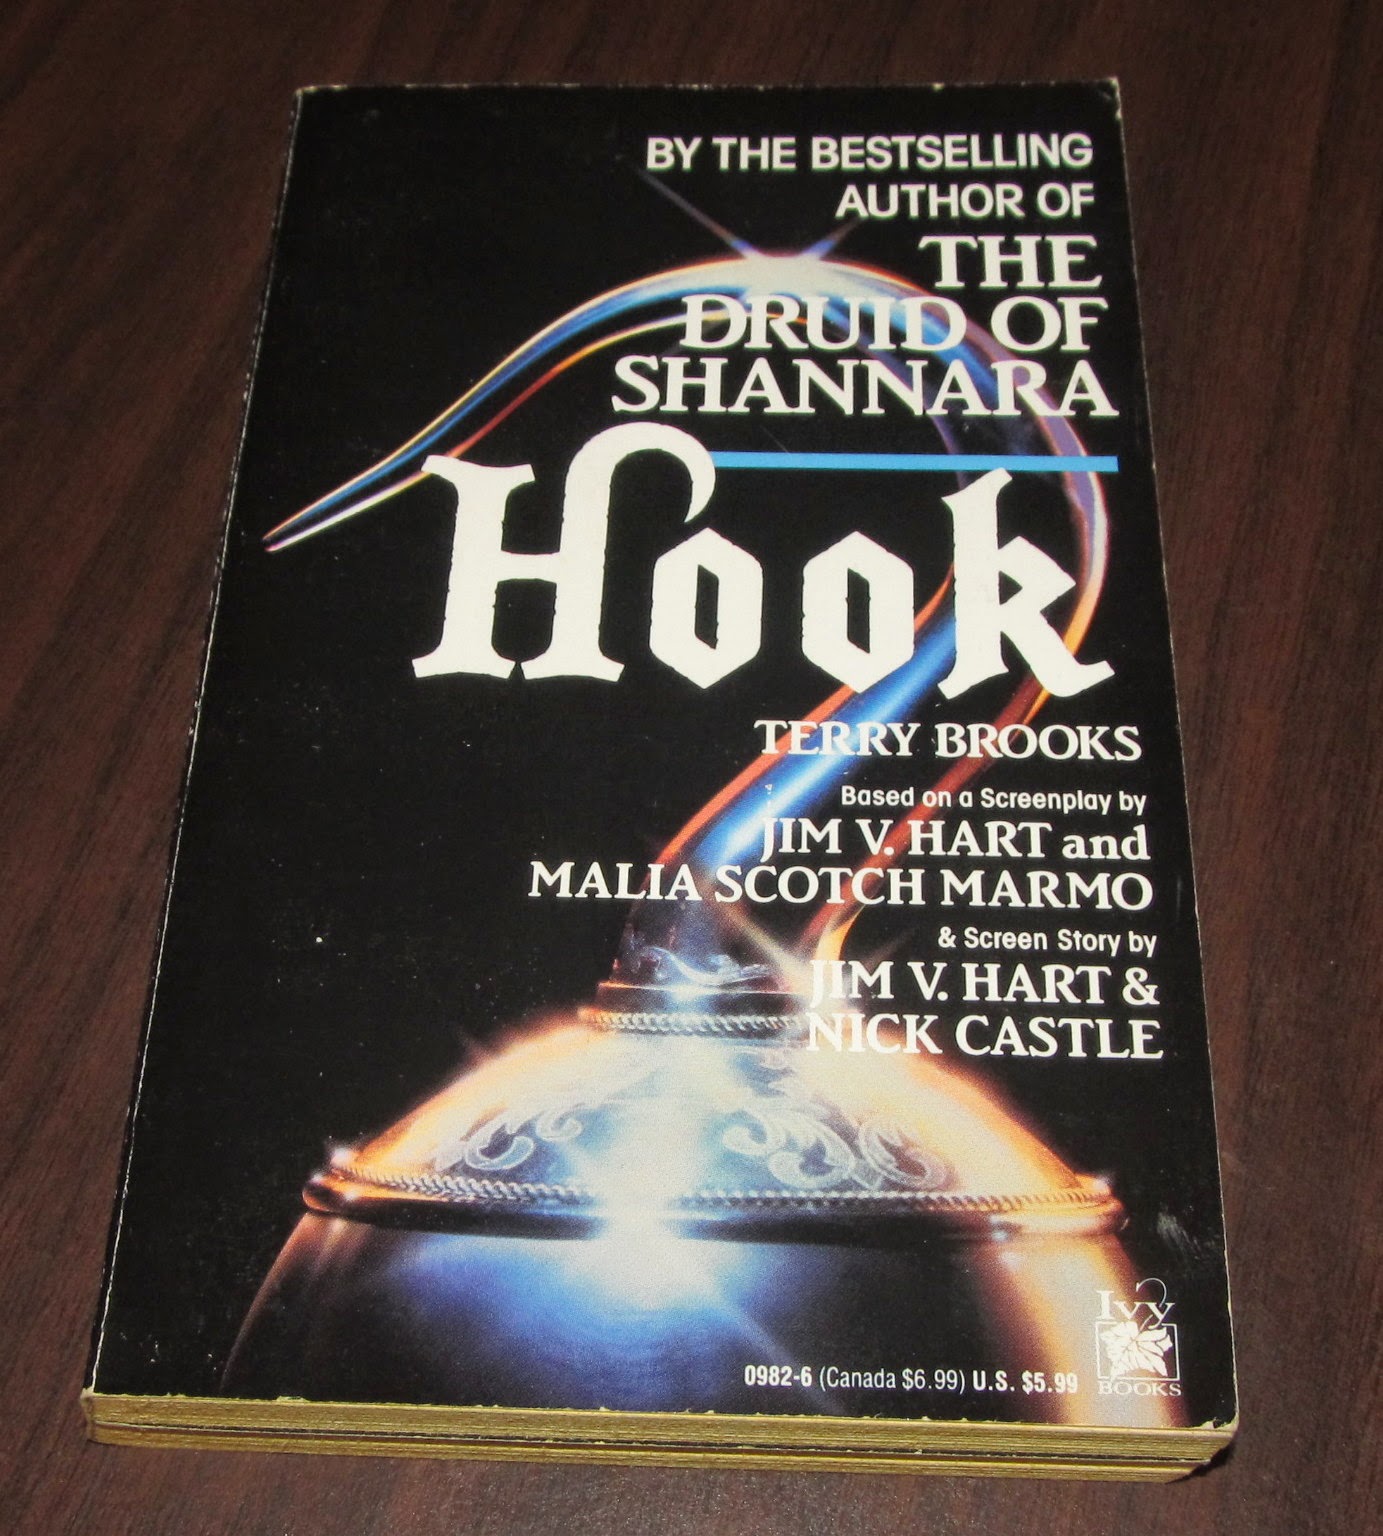 BY THE BESTSELLING
AUTHOR OF
THE
DRUID OF
SHANNARA
Hook
TERRY BROOKS
Based on a Screenplay by
JIM V. HART and
MALIA SCOTCH MARMO
& Screen Story by
JIM V. HART &
NICK CASTLE
Ivy
BOOKS
0982-6 (Canada $6.99) U.S. $5.99